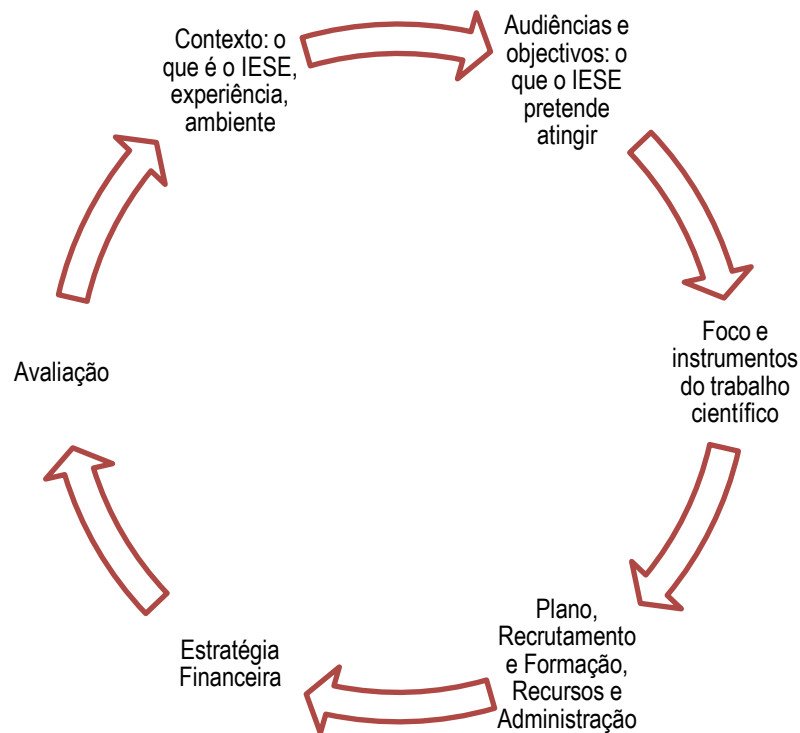 Contexto: o
que é o IESE,
experiência,
ambiente
Audiências e
objectivos: o
que o IESE
pretende
atingir
Foco e
instrumentos
do trabalho
científico
Plano,
Recrutamento
e Formação,
Recursos e
Administração
Estratégia
Financeira
Avaliação